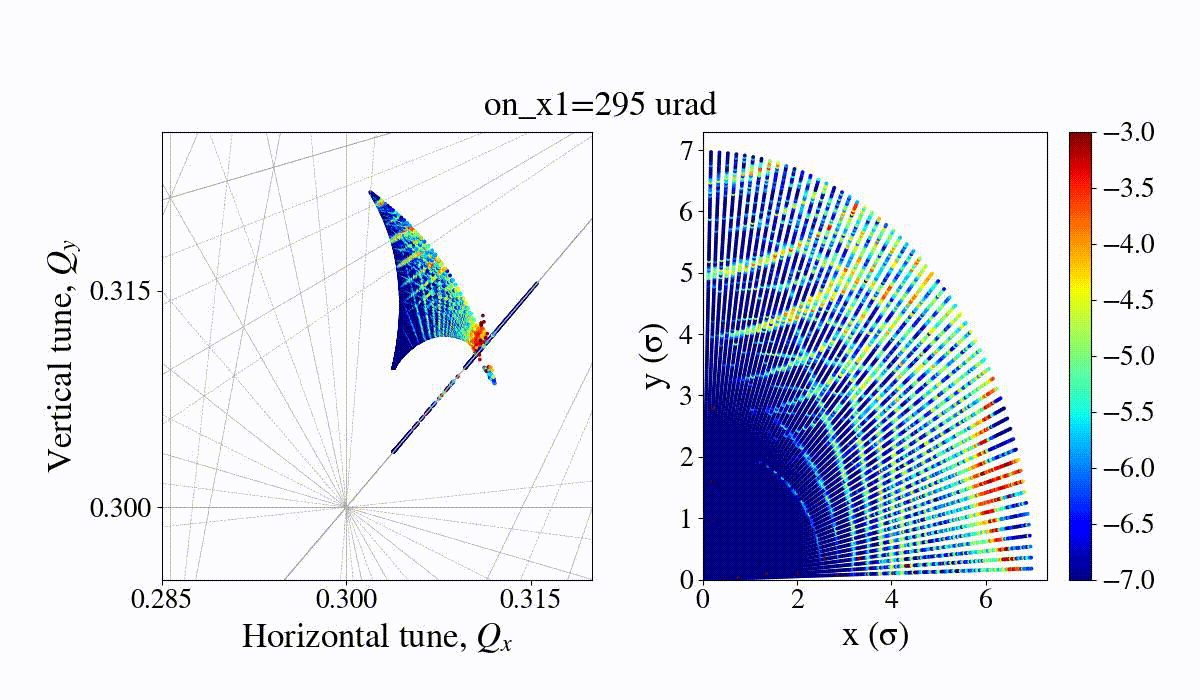 on_x1=295 urad
Vertical tune, Qy
0.315
0.300
0.285 0.300 0.315
Horizontal tune, Qx
y (σ)
7
6
5
4
3
2
1
0
0 2 4 6
x (σ)
−3.0
−3.5
−4.0
−4.5
−5.0
−5.5
−6.0
−6.5
−7.0